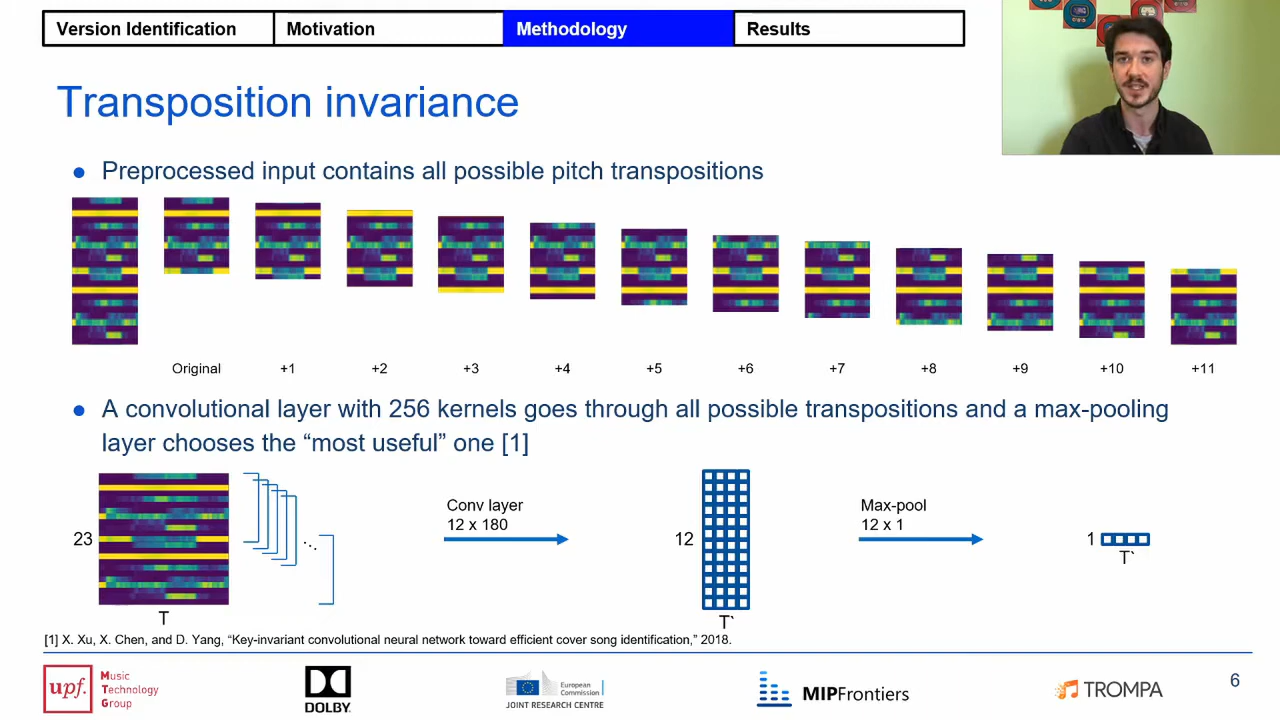 Version Identification
Motivation
Methodology
Results
Transposition invariance
● Preprocessed input contains all possible pitch transpositions
Original +1 +2 +3 +4 +5 +6 +7 +8 +9 +10 +11
● A convolutional layer with 256 kernels goes through all possible transpositions and a max-pooling
layer chooses the “most useful” one [1]
23
T
Conv layer
12 x 180
12
T`
Max-pool
12 x 1
1
T`
[1] X. Xu, X. Chen, and D. Yang, “Key-invariant convolutional neural network toward efficient cover song identification,” 2018.
upf.
Music
Technology
Group
DOLBY.
European
Commission
JOINT RESEARCH CENTRE
MIPFrontiers
TROMPA
6